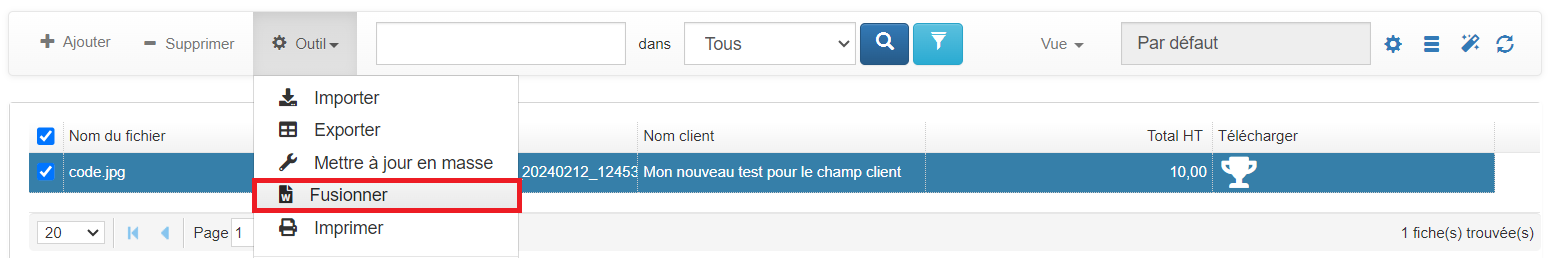 Ajouter Supprimer Outil dans Tous Vue Par défaut
Importer
Exporter
Mettre à jour en masse
Fusionner
Imprimer
Nom du fichier Nom client Total HT Télécharger
code.jpg 20240212_12453 Mon nouveau test pour le champ client 10,00
20 Page 1 1 fiche(s) trouvée(s)